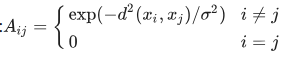 :A_{ij} = { exp(-d²(x_i, x_j)/σ²) i ≠ j
0 i = j